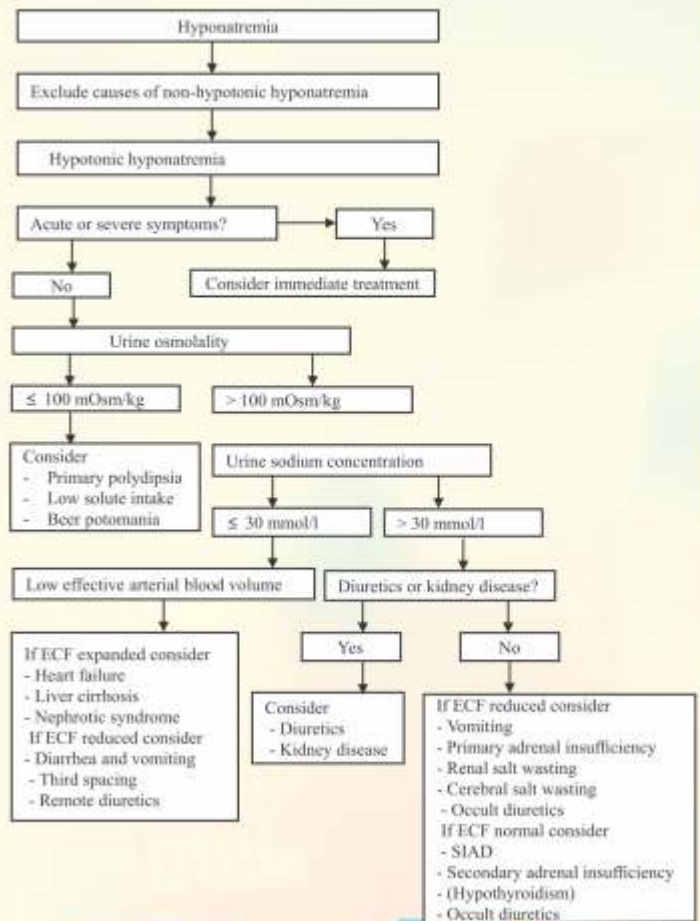 Hyponatremia
Exclude causes of non-hypotonic hyponatremia
Hypotonic hyponatremia
Acute or severe symptoms?
Yes
No
Consider immediate treatment
Urine osmolality
≤ 100 mOsm/kg
> 100 mOsm/kg
Consider
- Primary polydipsia
- Low solute intake
- Beer potomania
Urine sodium concentration
≤ 30 mmol/l
> 30 mmol/l
Low effective arterial blood volume
Diuretics or kidney disease?
Yes
No
If ECF expanded consider
- Heart failure
- Liver cirrhosis
- Nephrotic syndrome
If ECF reduced consider
- Diarrhea and vomiting
- Third spacing
- Remote diuretics
Consider
- Diuretics
- Kidney disease
If ECF reduced consider
- Vomiting
- Primary adrenal insufficiency
- Renal salt wasting
- Cerebral salt wasting
- Occult diuretics
If ECF normal consider
- SIAD
- Secondary adrenal insufficiency
- (Hypothyroidism)
- Occult diuretics